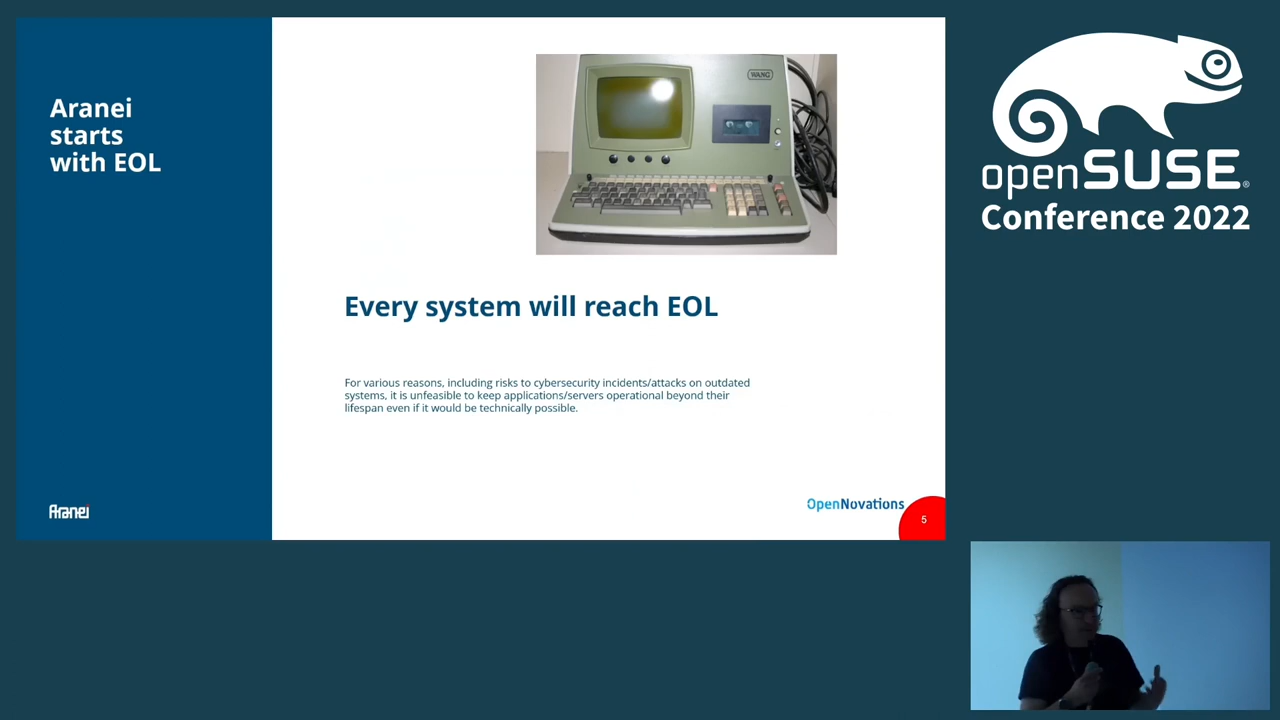 Aranei
starts
with EOL
WANG
Every system will reach EOL
For various reasons, including risks to cybersecurity incidents/attacks on outdated
systems, it is unfeasible to keep applications/servers operational beyond their
lifespan even if it would be technically possible.
Aranei
OpenNovations
5
openSUSE®
Conference 2022